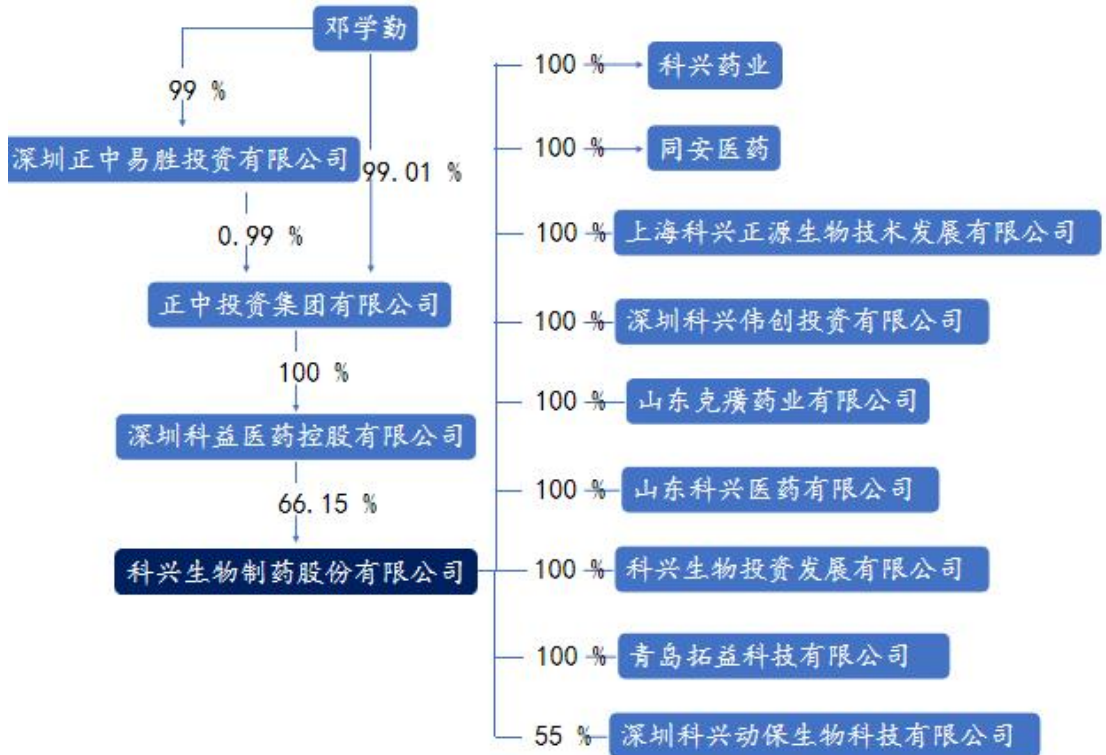 邓学勤
99 %
深圳正中易胜投资有限公司
99.01 %
0.99 %
正中投资集团有限公司
100 %
深圳科益医药控股有限公司
66.15 %
科兴生物制药股份有限公司
100 %
科兴药业
100 %
同安医药
100 %
上海科兴正源生物技术发展有限公司
100 %
深圳科兴伟创投资有限公司
100 %
山东克癀药业有限公司
100 %
山东科兴医药有限公司
100 %
科兴生物投资发展有限公司
100 %
青岛拓益科技有限公司
55 %
深圳科兴动保生物科技有限公司